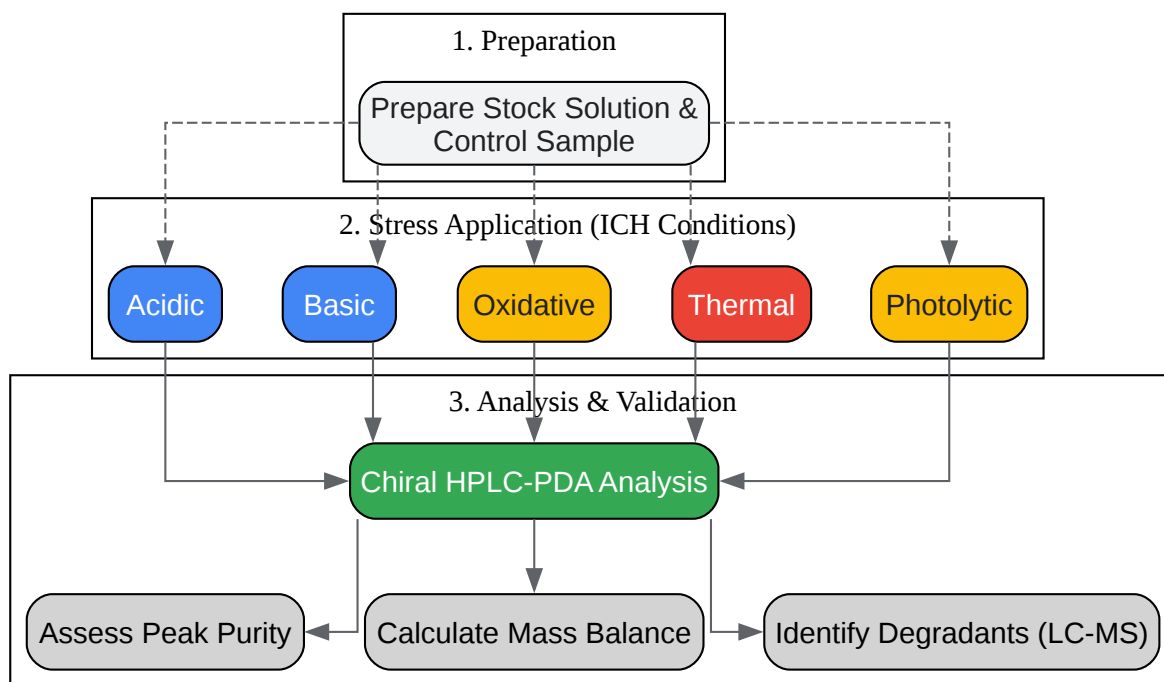 1. Preparation
Prepare Stock Solution &
Control Sample
2. Stress Application (ICH Conditions)
Acidic
Basic
Oxidative
Thermal
Photolytic
3. Analysis & Validation
Chiral HPLC-PDA Analysis
Assess Peak Purity
Calculate Mass Balance
Identify Degradants (LC-MS)